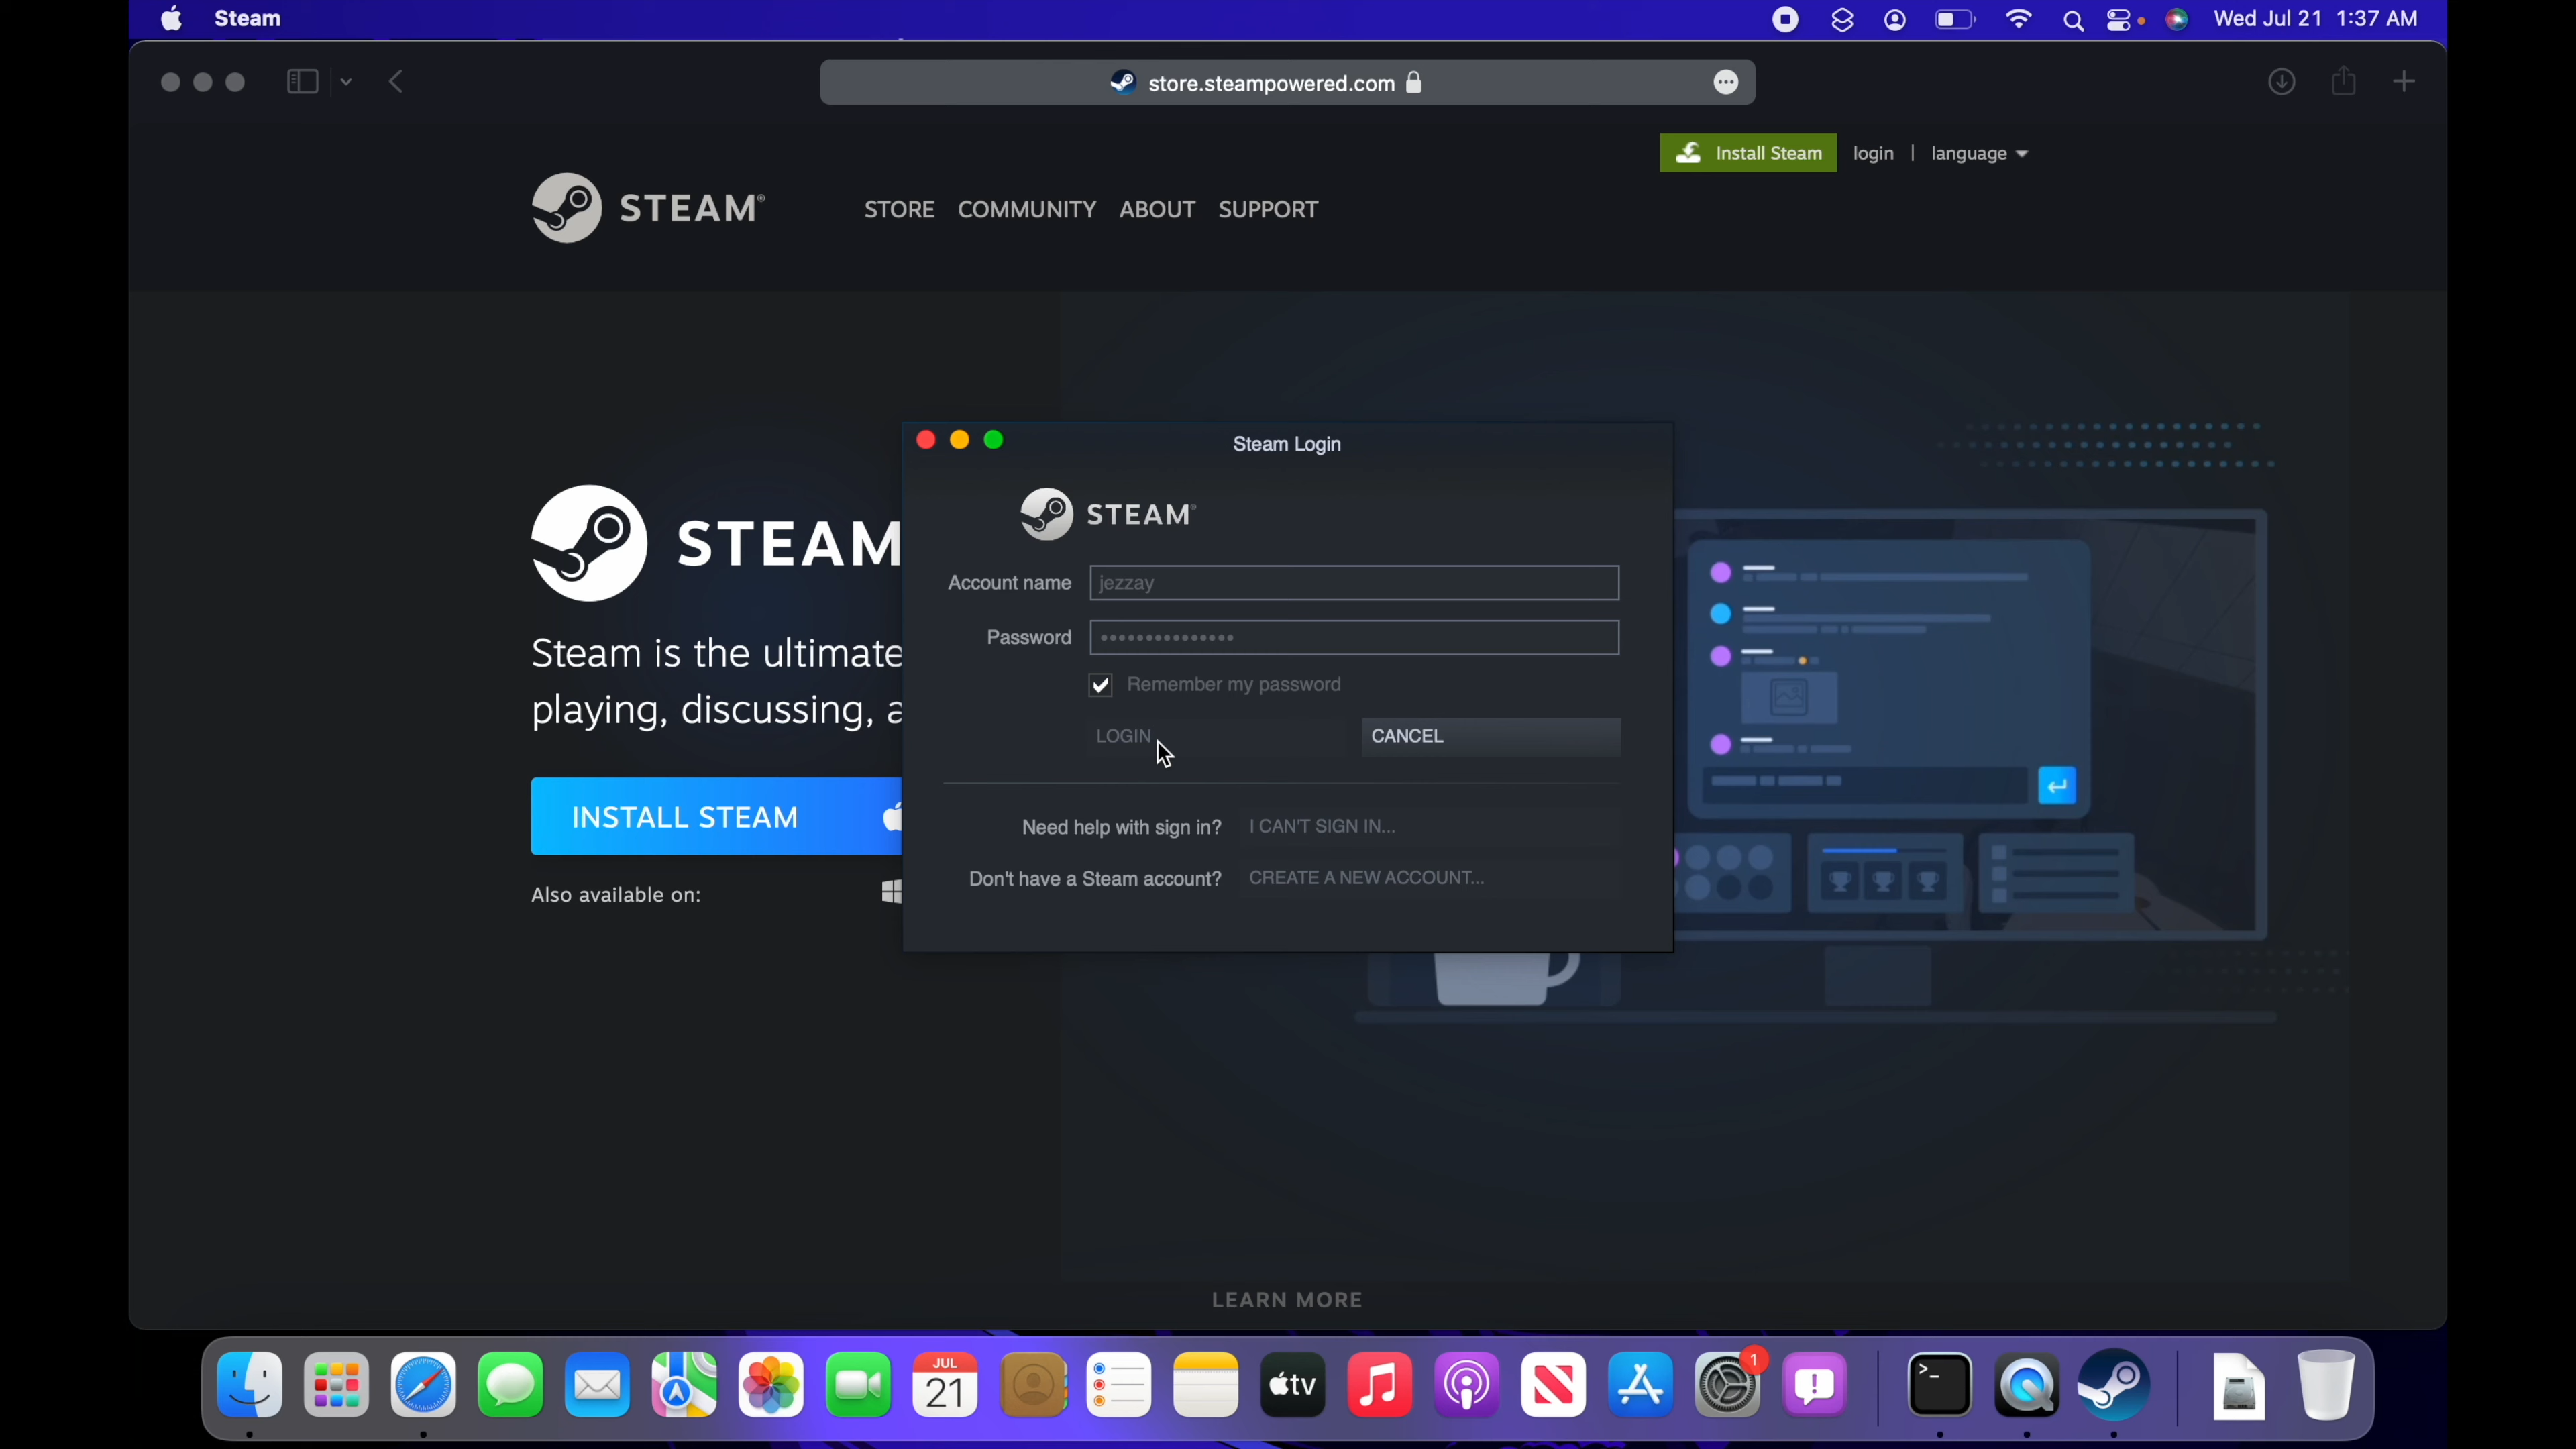 Steam
Wed Jul 21 1:37 AM
store.steampowered.com
Install Steam login | language
STEAM®
STORE COMMUNITY ABOUT SUPPORT
STEAM
Steam is the ultimate
playing, discussing, a
INSTALL STEAM
Also available on:
Steam Login
STEAM®
Account name jezzay
Password •••••••••••••••
Remember my password
LOGIN CANCEL
Need help with sign in? I CAN'T SIGN IN...
Don't have a Steam account? CREATE A NEW ACCOUNT...
LEARN MORE
JUL
21
tv
1
>_